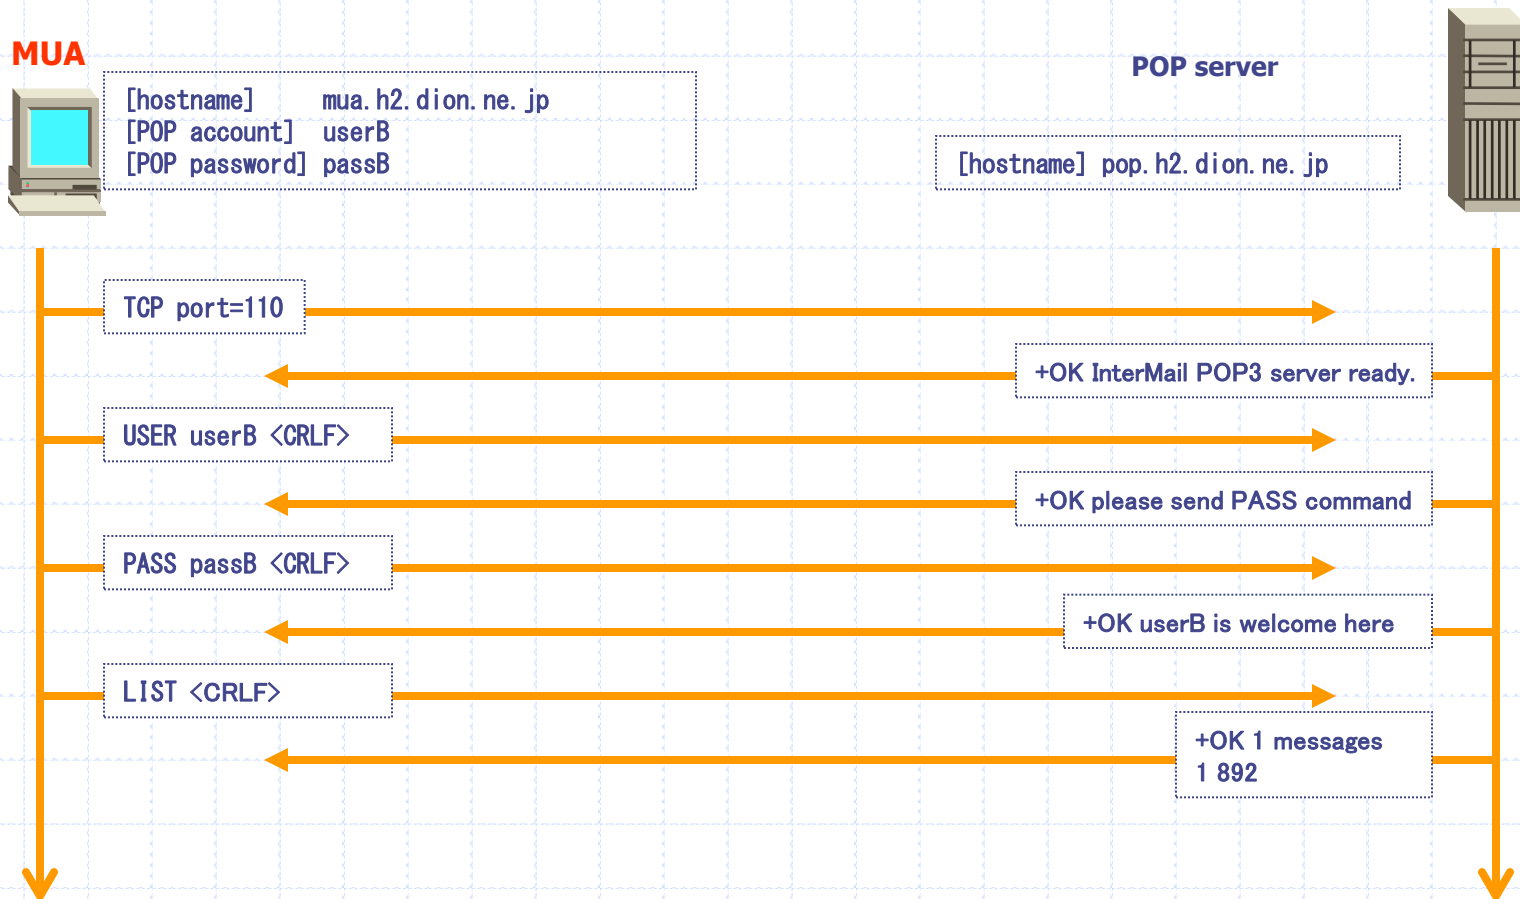 MUA
POP server
[hostname] mua.h2.dion.ne.jp
[POP account] userB
[POP password] passB
[hostname] pop.h2.dion.ne.jp
TCP port=110
+OK InterMail POP3 server ready.
USER userB <CRLF>
+OK please send PASS command
PASS passB <CRLF>
+OK userB is welcome here
LIST <CRLF>
+OK 1 messages
1 892